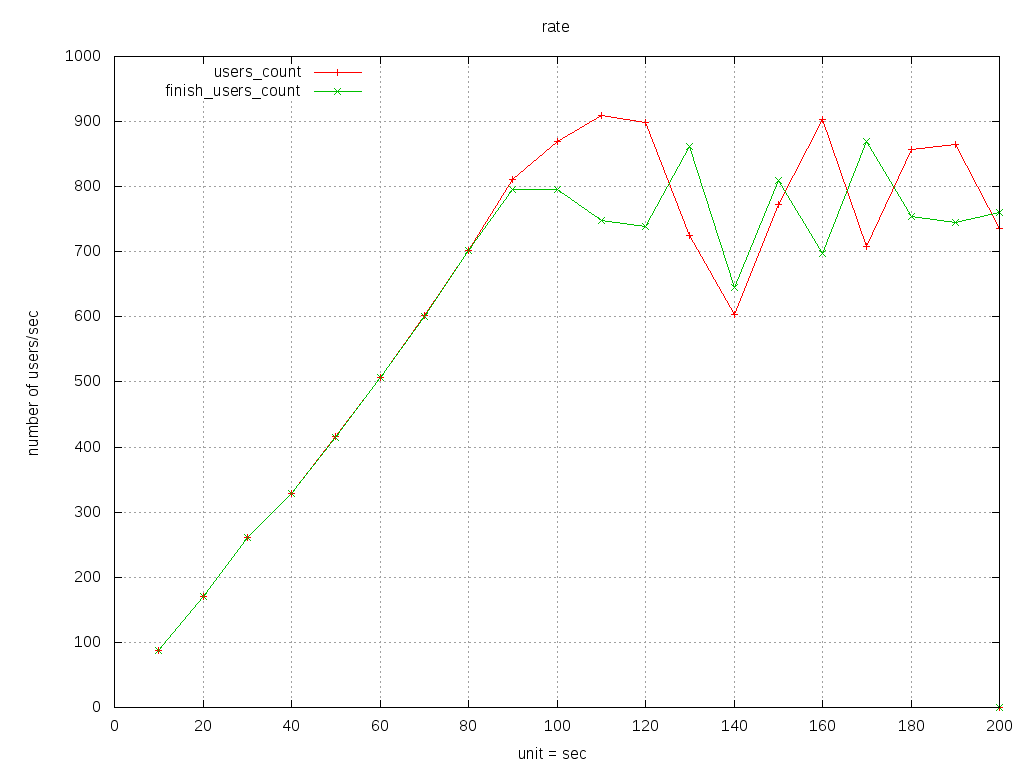 rate
1000
900
800
700
600
500
400
300
200
100
0
users_count
finish_users_count
number of users/sec
0 20 40 60 80 100 120 140 160 180 200
unit = sec